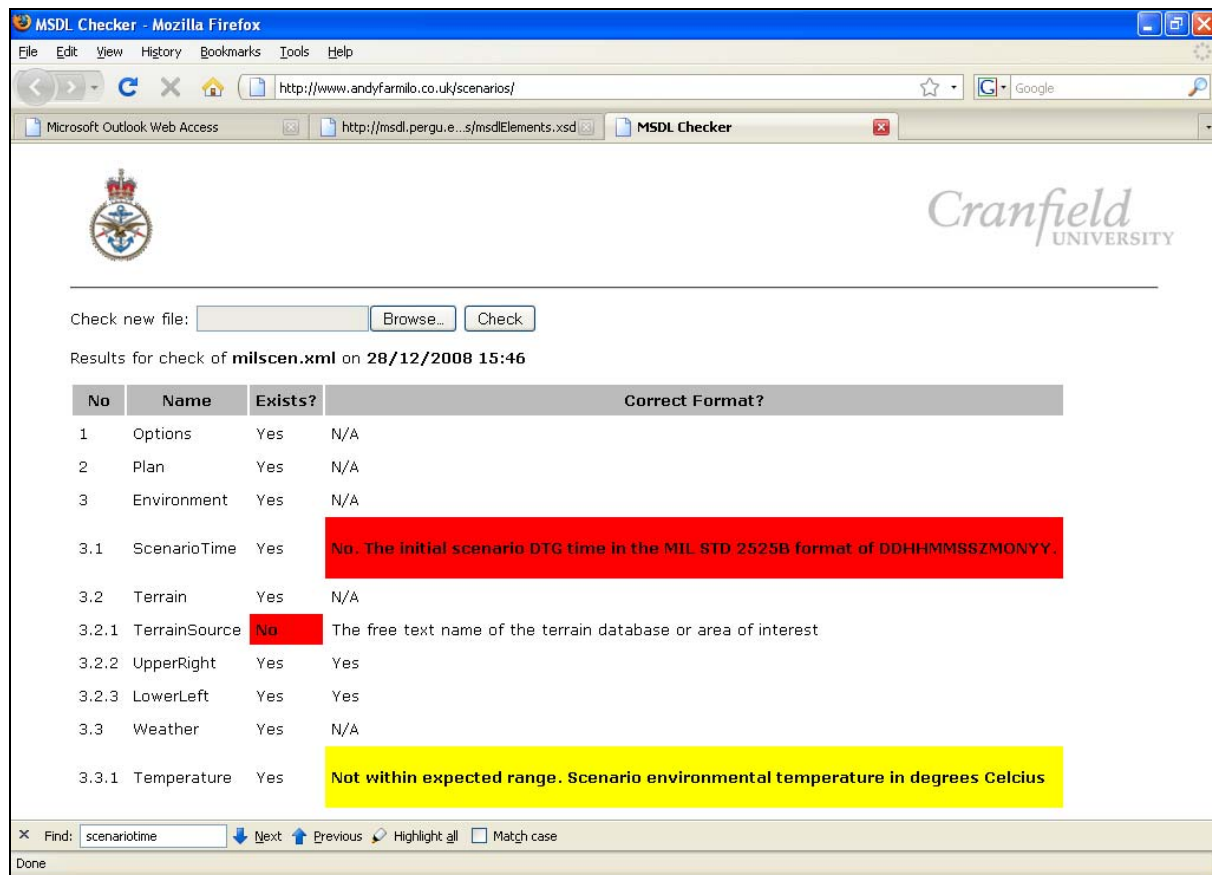 MSDL Checker - Mozilla Firefox
File Edit View History Bookmarks Tools Help
http://www.andyfarmilo.co.uk/scenarios/
G Google
Microsoft Outlook Web Access
http://msdl.pergu.e...s/msdlElements.xsd
MSDL Checker
Cranfield
UNIVERSITY
Check new file: Browse... Check
Results for check of milscen.xml on 28/12/2008 15:46
No Name Exists? Correct Format?
1 Options Yes N/A
2 Plan Yes N/A
3 Environment Yes N/A
3.1 ScenarioTime Yes No. The initial scenario DTG time in the MIL STD 2525B format of DDHHMMSSZMONYY.
3.2 Terrain Yes N/A
3.2.1 TerrainSource No The free text name of the terrain database or area of interest
3.2.2 UpperRight Yes Yes
3.2.3 LowerLeft Yes Yes
3.3 Weather Yes N/A
3.3.1 Temperature Yes Not within expected range. Scenario environmental temperature in degrees Celcius
Find: scenariotime Next Previous Highlight all Match case
Done